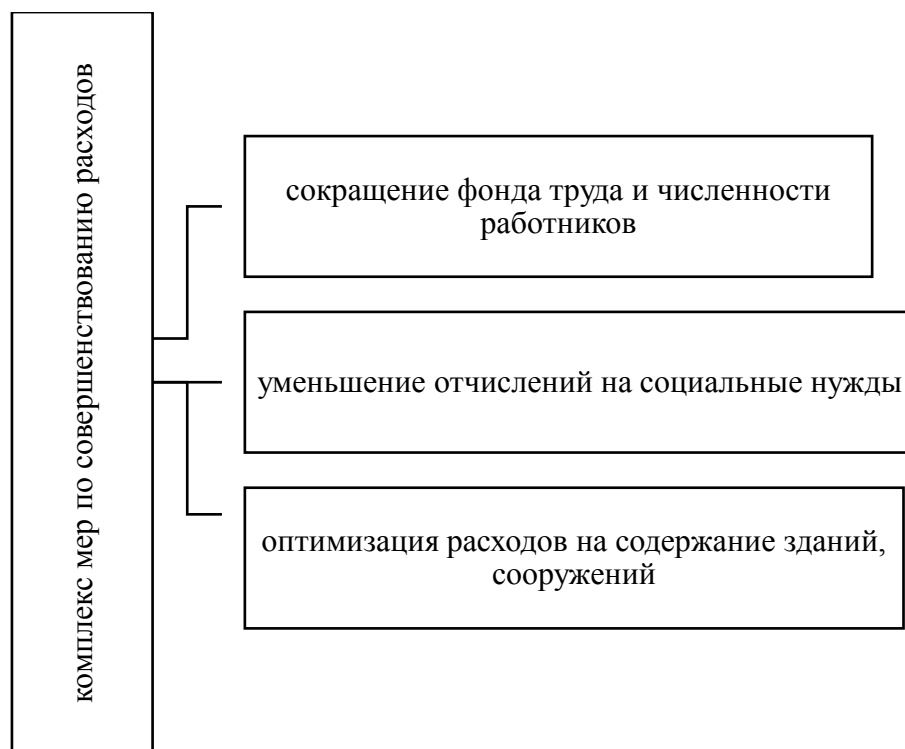 комплекс мер по совершенствованию расходов
сокращение фонда труда и численности
работников
уменьшение отчислений на социальные нужды
оптимизация расходов на содержание зданий,
сооружений